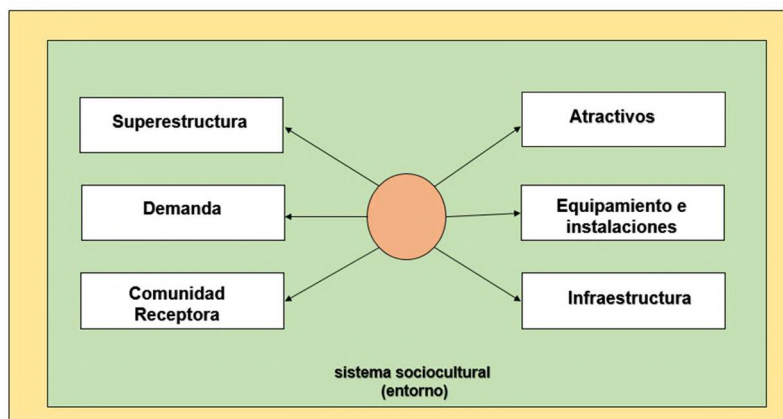 Superestructura
Atractivos
Demanda
Equipamiento e
instalaciones
Comunidad
Receptora
Infraestructura
sistema sociocultural
(entorno)